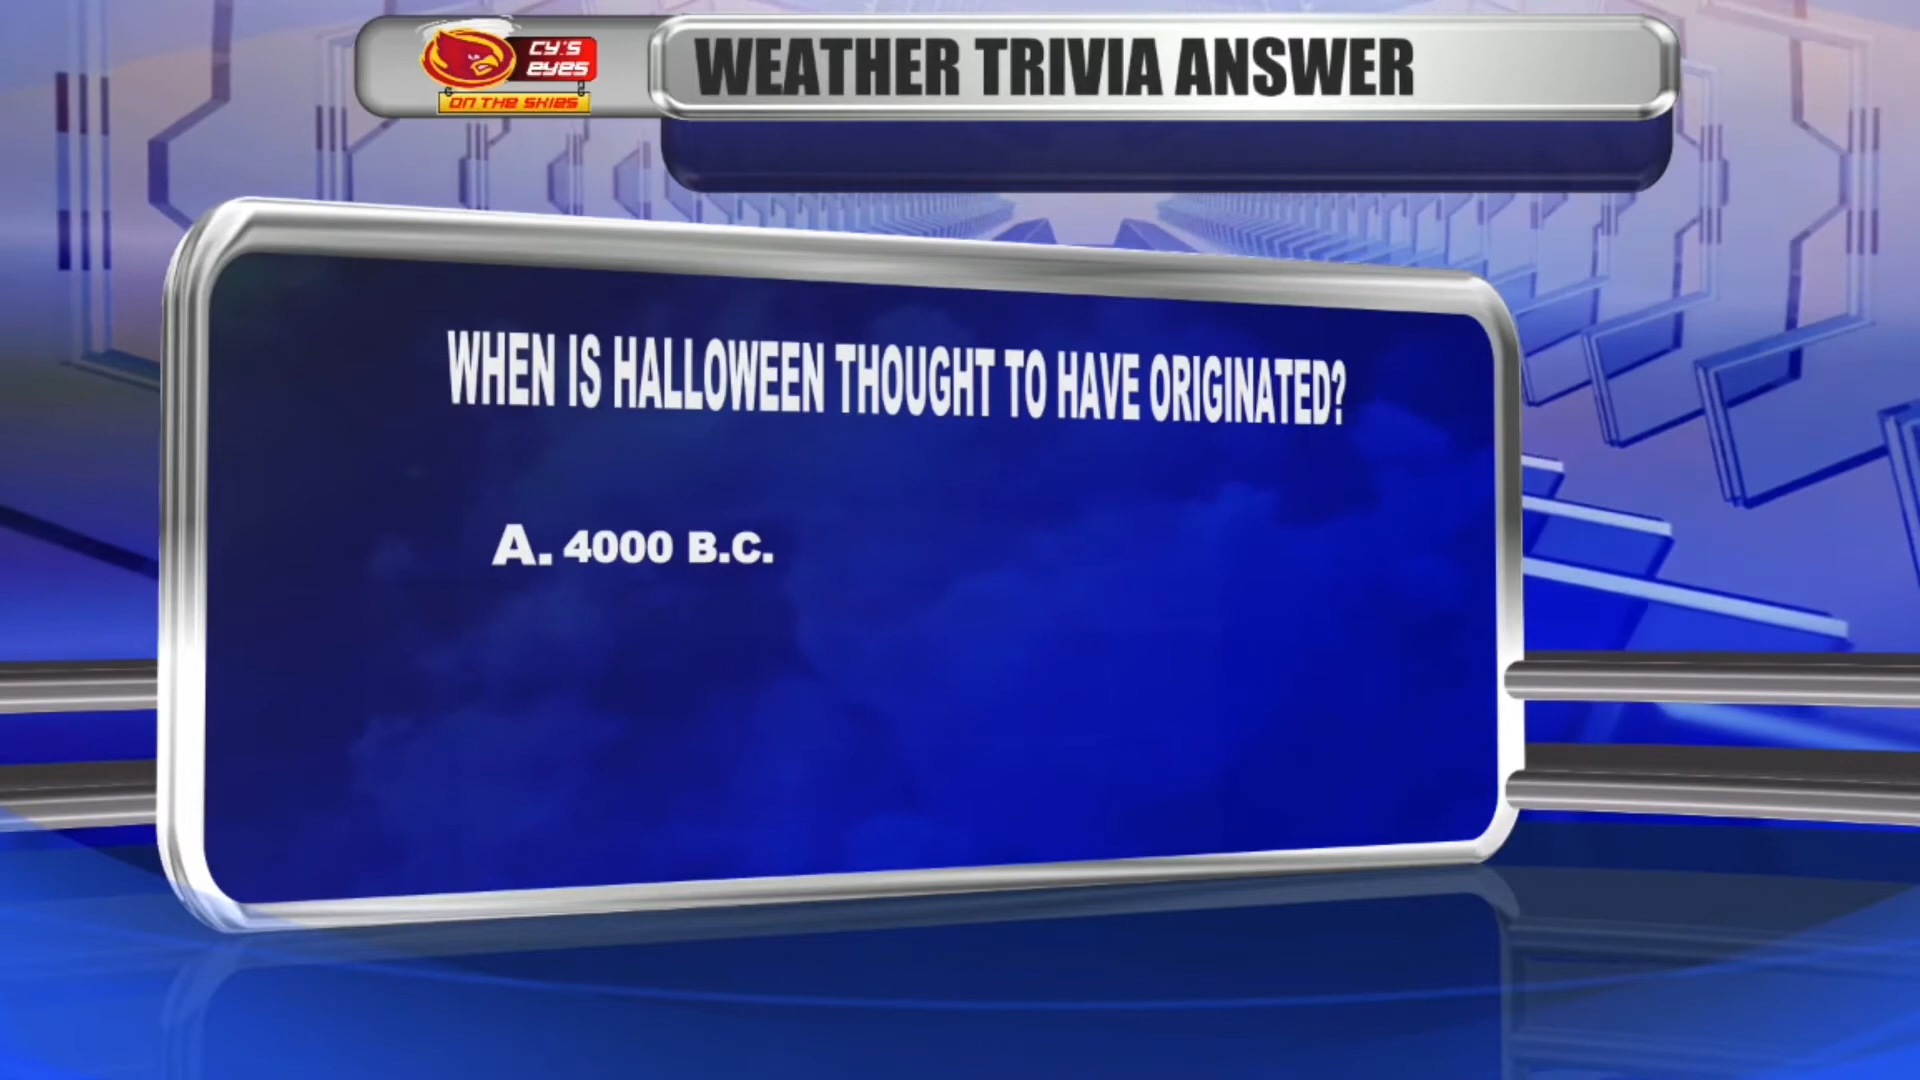 CY'S
EYES
ON THE SKIES
WEATHER TRIVIA ANSWER
WHEN IS HALLOWEEN THOUGHT TO HAVE ORIGINATED?
A. 4000 B.C.